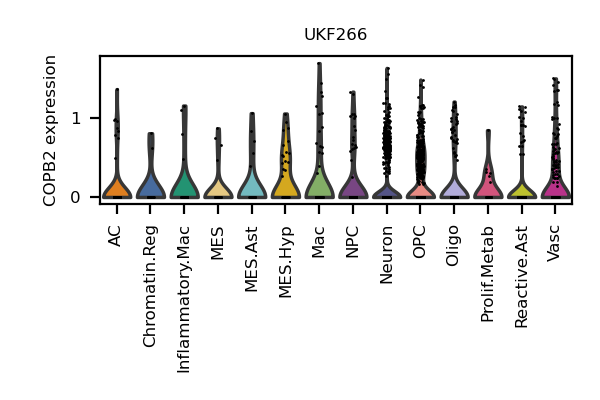 UKF266
COPB2 expression
1
0
AC
Chromatin.Reg
Inflammatory.Mac
MES
MES.Ast
MES.Hyp
Mac
NPC
Neuron
OPC
Oligo
Prolif.Metab
Reactive.Ast
Vasc